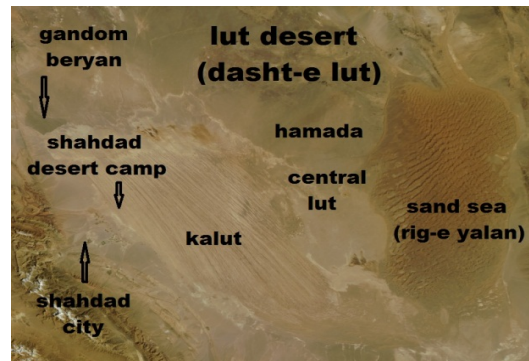 gandom
beryan
lut desert
(dasht-e lut)
shahdad
desert camp
hamada
central
lut
sand sea
(rig-e yalan)
kalut
shahdad
city